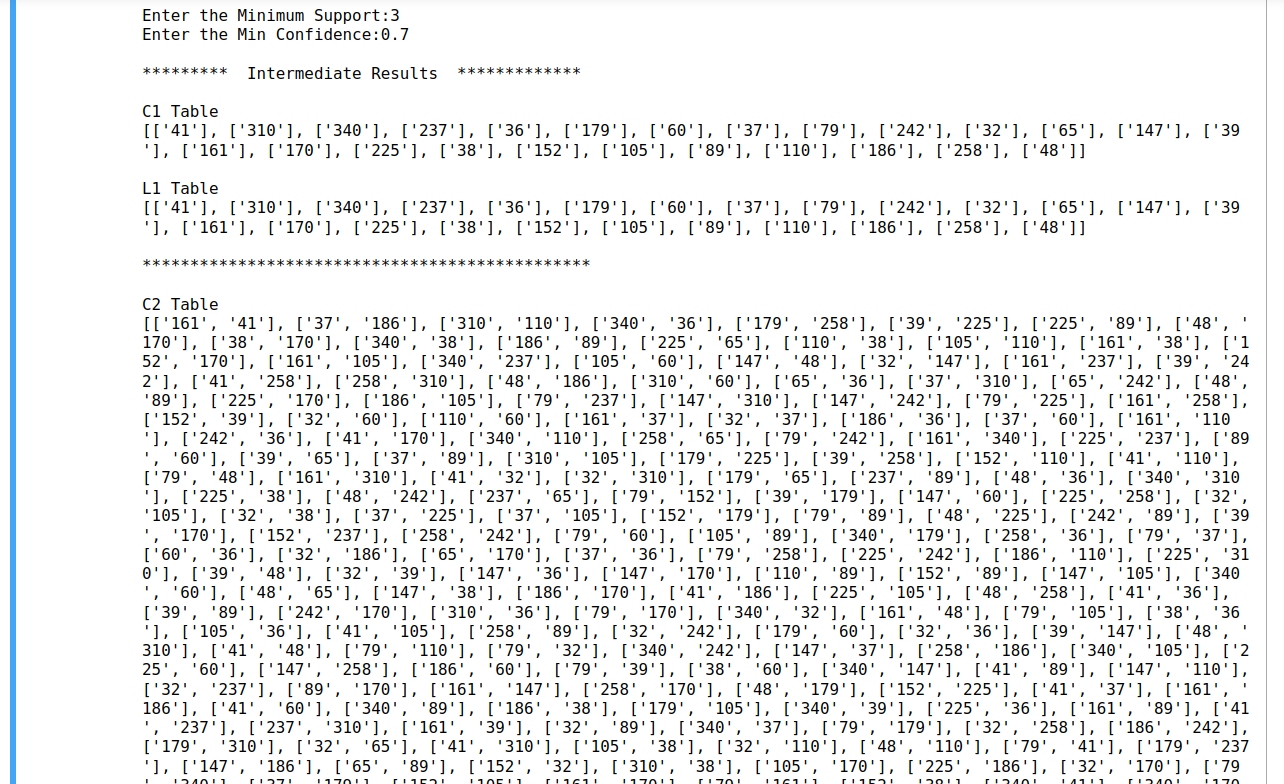 Enter the Minimum Support:3
Enter the Min Confidence:0.7
*********  Intermediate Results  *************
C1 Table
[['41'], ['310'], ['340'], ['237'], ['36'], ['179'], ['60'], ['37'], ['79'], ['242'], ['32'], ['65'], ['147'], ['39
'], ['161'], ['170'], ['225'], ['38'], ['152'], ['105'], ['89'], ['110'], ['186'], ['258'], ['48']]
L1 Table
[['41'], ['310'], ['340'], ['237'], ['36'], ['179'], ['60'], ['37'], ['79'], ['242'], ['32'], ['65'], ['147'], ['39
'], ['161'], ['170'], ['225'], ['38'], ['152'], ['105'], ['89'], ['110'], ['186'], ['258'], ['48']]
***********************************************
C2 Table
[['161', '41'], ['37', '186'], ['310', '110'], ['340', '36'], ['179', '258'], ['39', '225'], ['225', '89'], ['48', '
170'], ['38', '170'], ['340', '38'], ['186', '89'], ['225', '65'], ['110', '38'], ['105', '110'], ['161', '38'], ['1
52', '170'], ['161', '105'], ['340', '237'], ['105', '60'], ['147', '48'], ['32', '147'], ['161', '237'], ['39', '24
2'], ['41', '258'], ['258', '310'], ['48', '186'], ['310', '60'], ['65', '36'], ['37', '310'], ['65', '242'], ['48',
'89'], ['225', '170'], ['186', '105'], ['79', '237'], ['147', '310'], ['147', '242'], ['79', '225'], ['161', '258'],
['152', '39'], ['32', '60'], ['110', '60'], ['161', '37'], ['32', '37'], ['186', '36'], ['37', '60'], ['161', '110
'], ['242', '36'], ['41', '170'], ['340', '110'], ['258', '65'], ['79', '242'], ['161', '340'], ['225', '237'], ['89
', '60'], ['39', '65'], ['37', '89'], ['310', '105'], ['179', '225'], ['39', '258'], ['152', '110'], ['41', '110'],
['79', '48'], ['161', '310'], ['41', '32'], ['32', '310'], ['179', '65'], ['237', '89'], ['48', '36'], ['340', '310
'], ['225', '38'], ['48', '242'], ['237', '65'], ['79', '152'], ['39', '179'], ['147', '60'], ['225', '258'], ['32',
'105'], ['32', '38'], ['37', '225'], ['37', '105'], ['152', '179'], ['79', '89'], ['48', '225'], ['242', '89'], ['39
', '170'], ['152', '237'], ['258', '242'], ['79', '60'], ['105', '89'], ['340', '179'], ['258', '36'], ['79', '37'],
['60', '36'], ['32', '186'], ['65', '170'], ['37', '36'], ['79', '258'], ['225', '242'], ['186', '110'], ['225', '31
0'], ['39', '48'], ['32', '39'], ['147', '36'], ['147', '170'], ['110', '89'], ['152', '89'], ['147', '105'], ['340
', '60'], ['48', '65'], ['147', '38'], ['186', '170'], ['41', '186'], ['225', '105'], ['48', '258'], ['41', '36'],
['39', '89'], ['242', '170'], ['310', '36'], ['79', '170'], ['340', '32'], ['161', '48'], ['79', '105'], ['38', '36
'], ['105', '36'], ['41', '105'], ['258', '89'], ['32', '242'], ['179', '60'], ['32', '36'], ['39', '147'], ['48', '
310'], ['41', '48'], ['79', '110'], ['79', '32'], ['340', '242'], ['147', '37'], ['258', '186'], ['340', '105'], ['2
25', '60'], ['147', '258'], ['186', '60'], ['79', '39'], ['38', '60'], ['340', '147'], ['41', '89'], ['147', '110'],
['32', '237'], ['89', '170'], ['161', '147'], ['258', '170'], ['48', '179'], ['152', '225'], ['41', '37'], ['161', '
186'], ['41', '60'], ['340', '89'], ['186', '38'], ['179', '105'], ['340', '39'], ['225', '36'], ['161', '89'], ['41
', '237'], ['237', '310'], ['161', '39'], ['32', '89'], ['340', '37'], ['79', '179'], ['32', '258'], ['186', '242'],
['179', '310'], ['32', '65'], ['41', '310'], ['105', '38'], ['32', '110'], ['48', '110'], ['79', '41'], ['179', '237
'], ['147', '186'], ['65', '89'], ['152', '32'], ['310', '38'], ['105', '170'], ['225', '186'], ['32', '170'], ['79